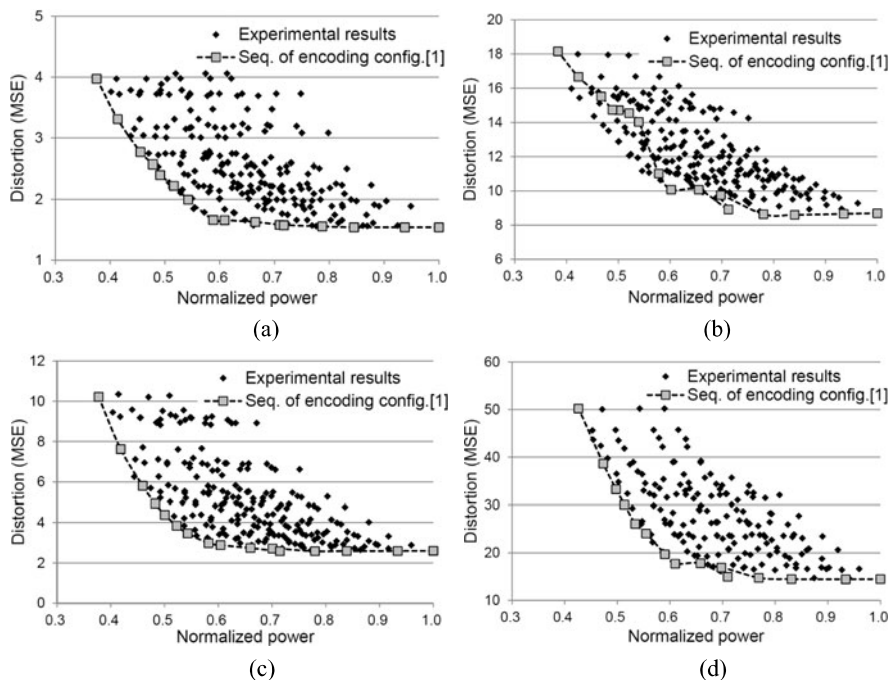 5
4
3
2
1
Distortion (MSE)
Experimental results
Seq. of encoding config.[1]
0.3 0.4 0.5 0.6 0.7 0.8 0.9 1.0
Normalized power
(a)
20
18
16
14
12
10
8
6
Distortion (MSE)
Experimental results
Seq. of encoding config.[1]
0.3 0.4 0.5 0.6 0.7 0.8 0.9 1.0
Normalized power
(b)
12
10
8
6
4
2
0
Distortion (MSE)
Experimental results
Seq. of encoding config.[1]
0.3 0.4 0.5 0.6 0.7 0.8 0.9 1.0
Normalized power
(c)
60
50
40
30
20
10
Distortion (MSE)
Experimental results
Seq. of encoding config.[1]
0.3 0.4 0.5 0.6 0.7 0.8 0.9 1.0
Normalized power
(d)